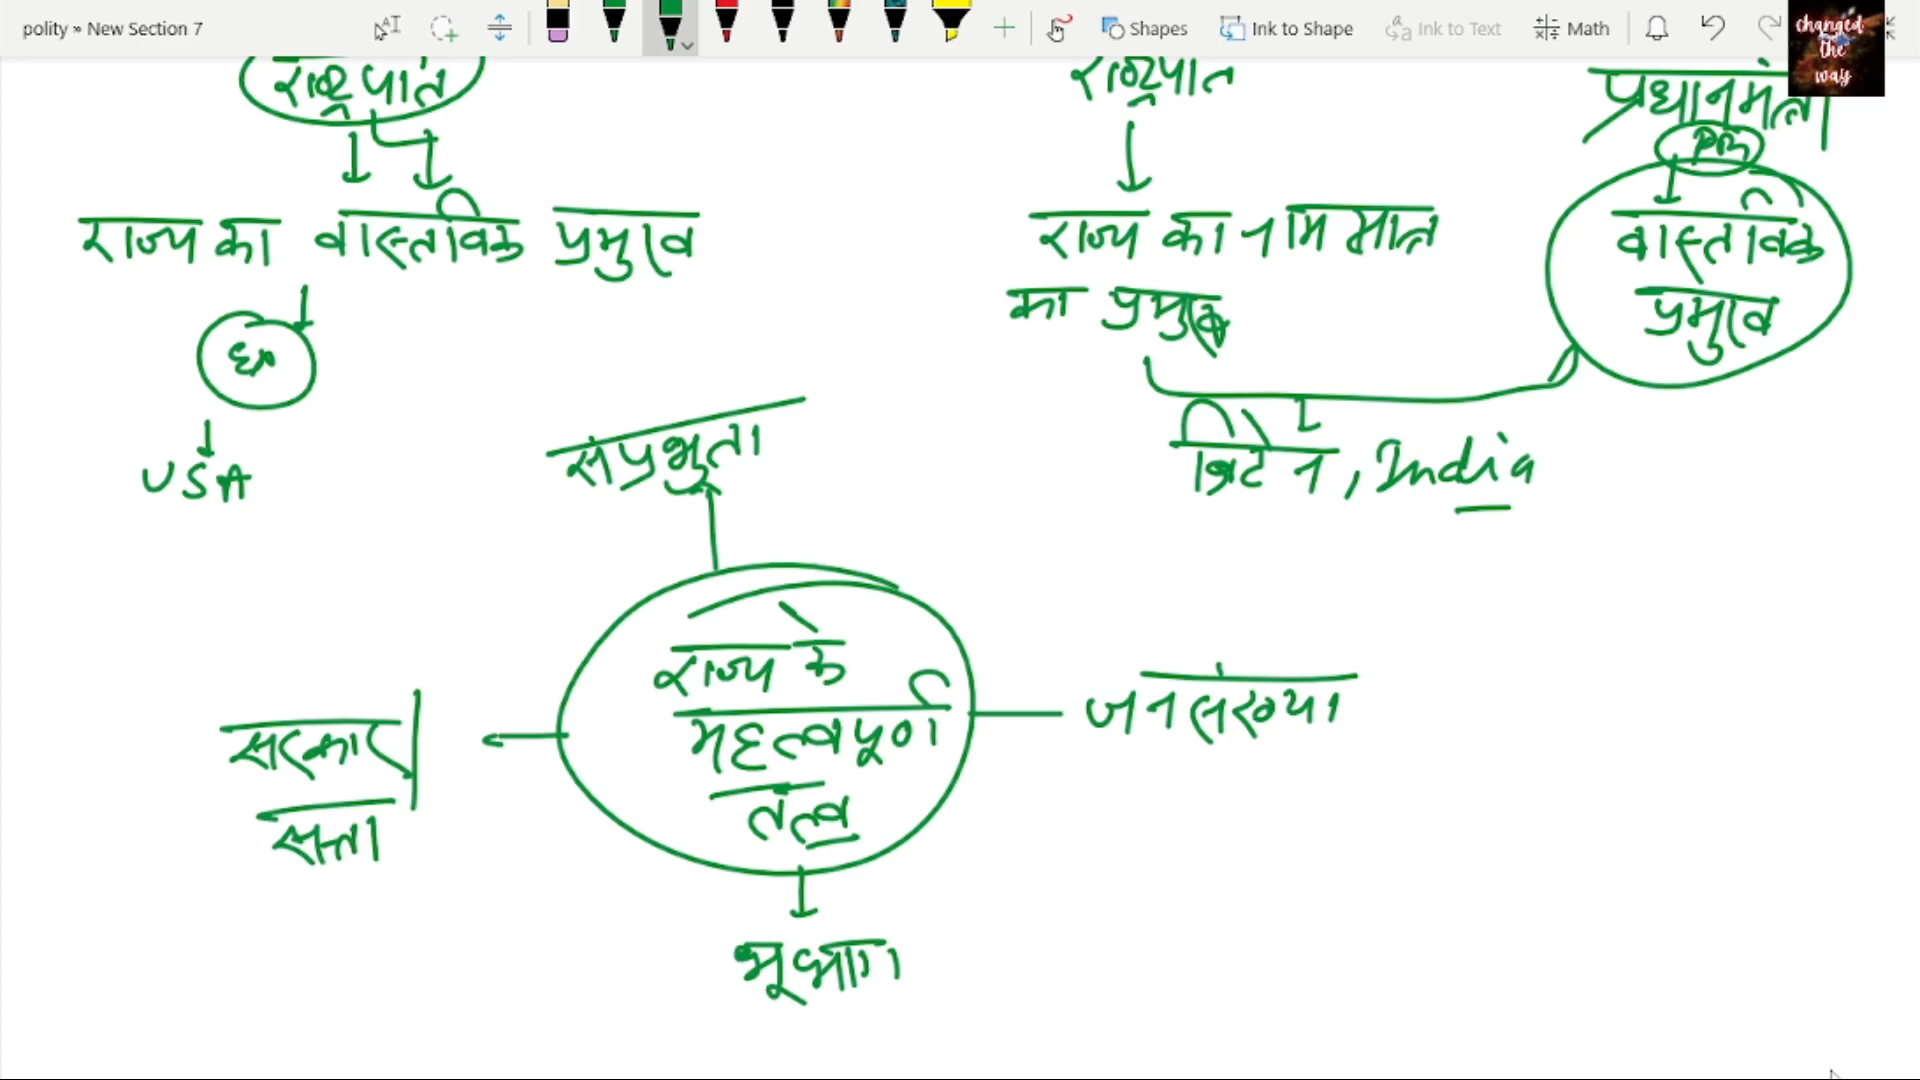 polity » New Section 7
Shapes
Ink to Shape
Ink to Text
Math
changed
the
way
राष्ट्रपति
राष्ट्रपति
प्रधानमंत्री
PM
राज्य का वास्तविक प्रमुख
राज्य का नाम मात्र
का प्रमुख
वास्तविक
प्रमुख
USA
ब्रिटेन, India
संप्रभुता
राज्य के
महत्वपूर्ण
तत्व
सरकार
सत्ता
जनसंख्या
भूभाग